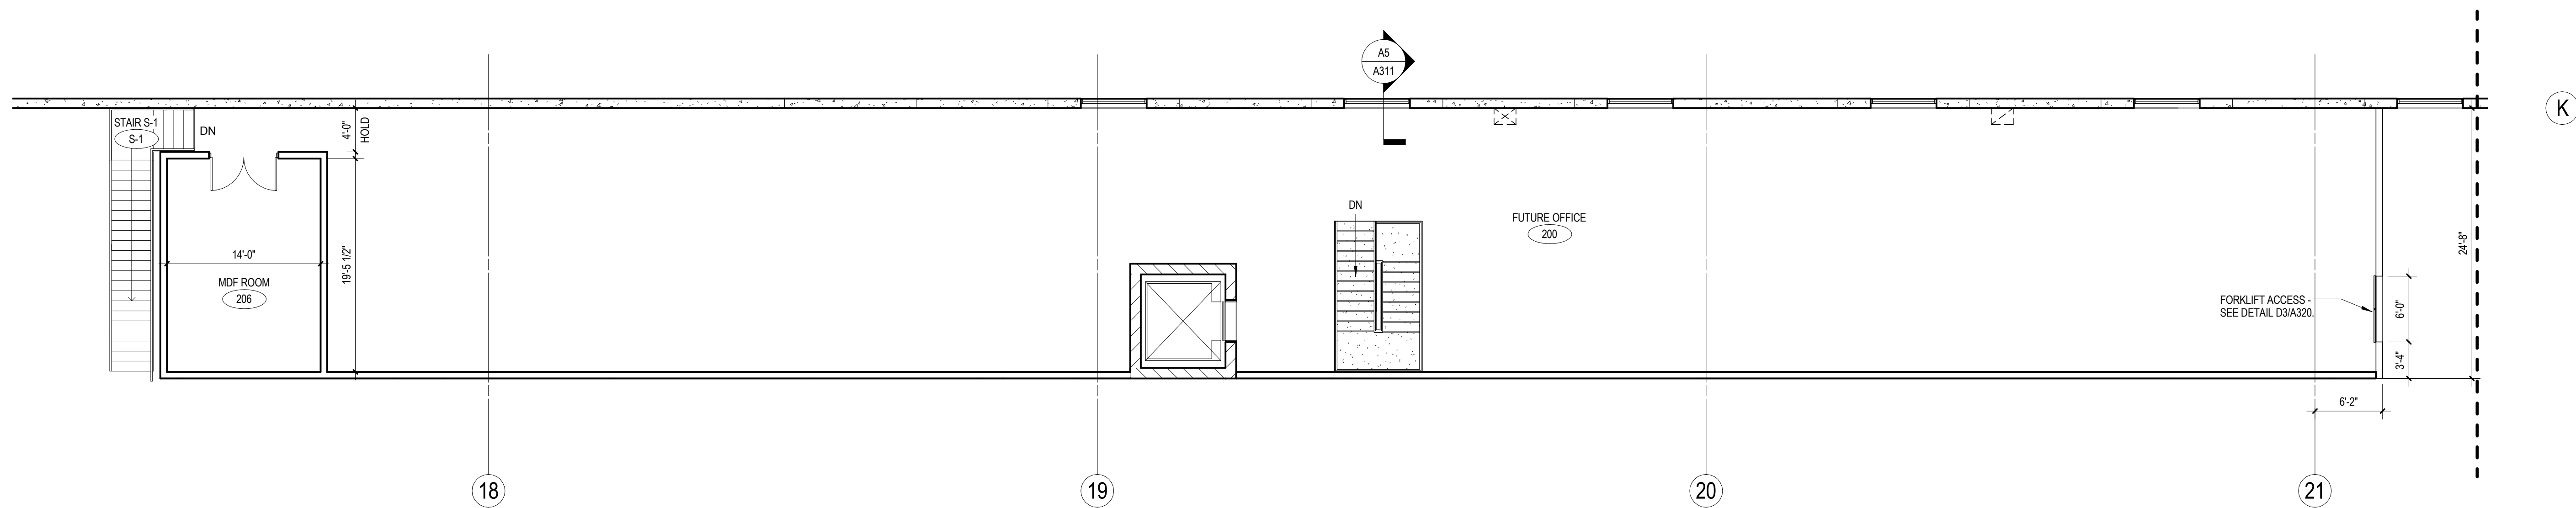 A5
A311
K
STAIR S-1
S-1
DN
4'-0"
HOLD
14'-0"
19'-5 1/2"
MDF ROOM
206
DN
FUTURE OFFICE
200
24'-8"
FORKLIFT ACCESS -
SEE DETAIL D3/A320.
6'-0"
3'-4"
6'-2"
18
19
20
21